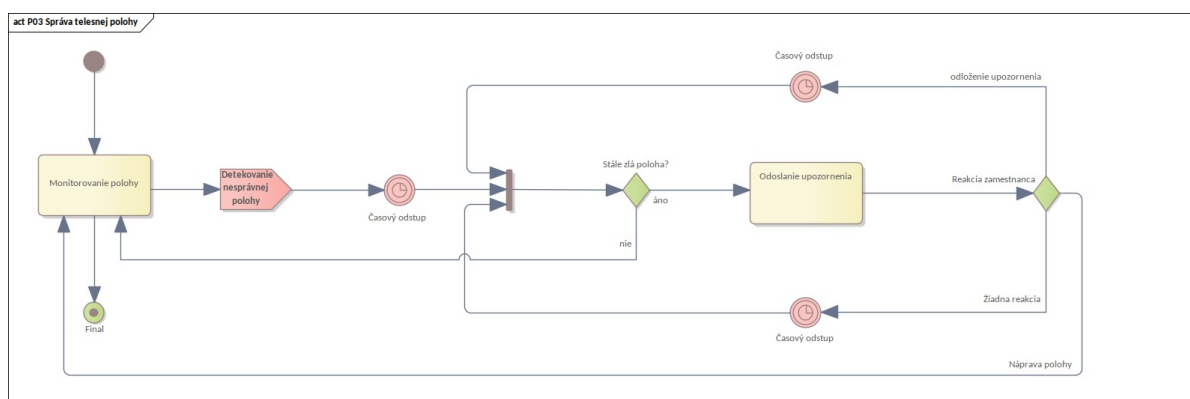 act P03 Správa telesnej polohy
Časový odstup
odloženie upozornenia
Monitorovanie polohy
Detekovanie
nesprávnej
polohy
Časový odstup
Stále zlá poloha?
áno
nie
Odoslanie upozornenia
Reakcia zamestnanca
Žiadna reakcia
Časový odstup
Final
Náprava polohy